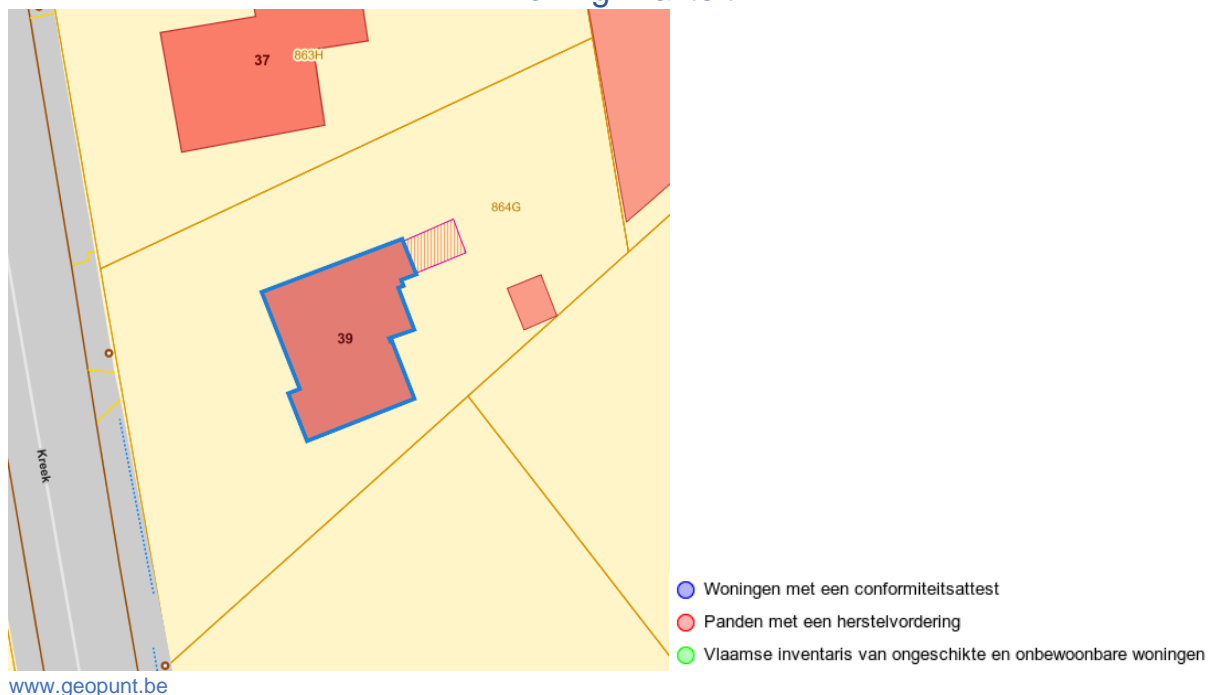 37
863H
864G
39
Kreek
Woningen met een conformiteitsattest
Panden met een herstelvordering
Vlaamse inventaris van ongeschikte en onbewoonbare woningen
www.geopunt.be